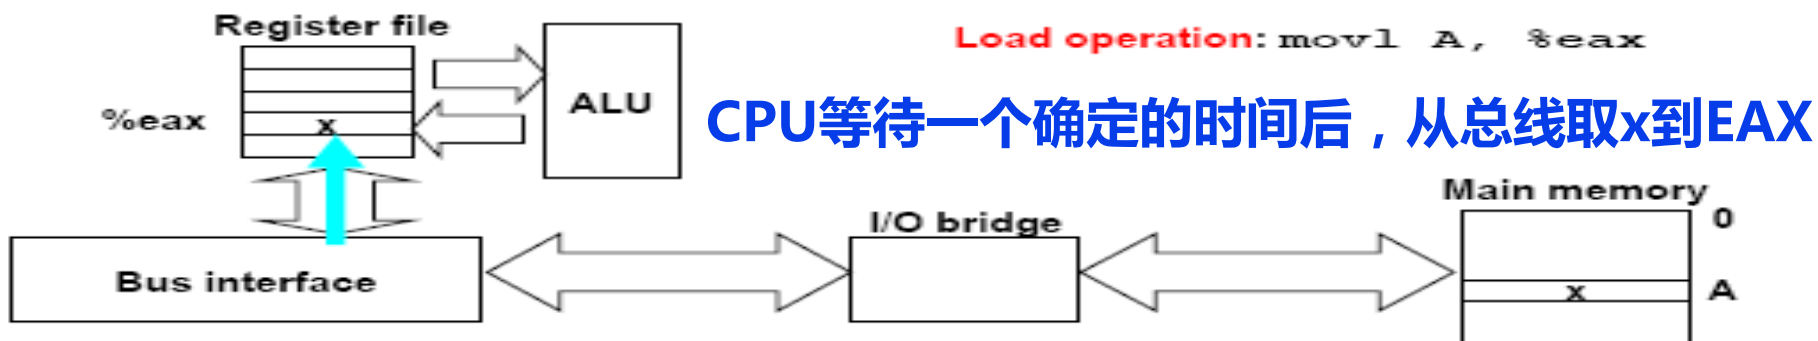 Register file
Load operation: movl A, %eax
ALU
%eax
x
CPU等待一个确定的时间后，从总线取x到EAX
Main memory
0
I/O bridge
Bus interface
x
A